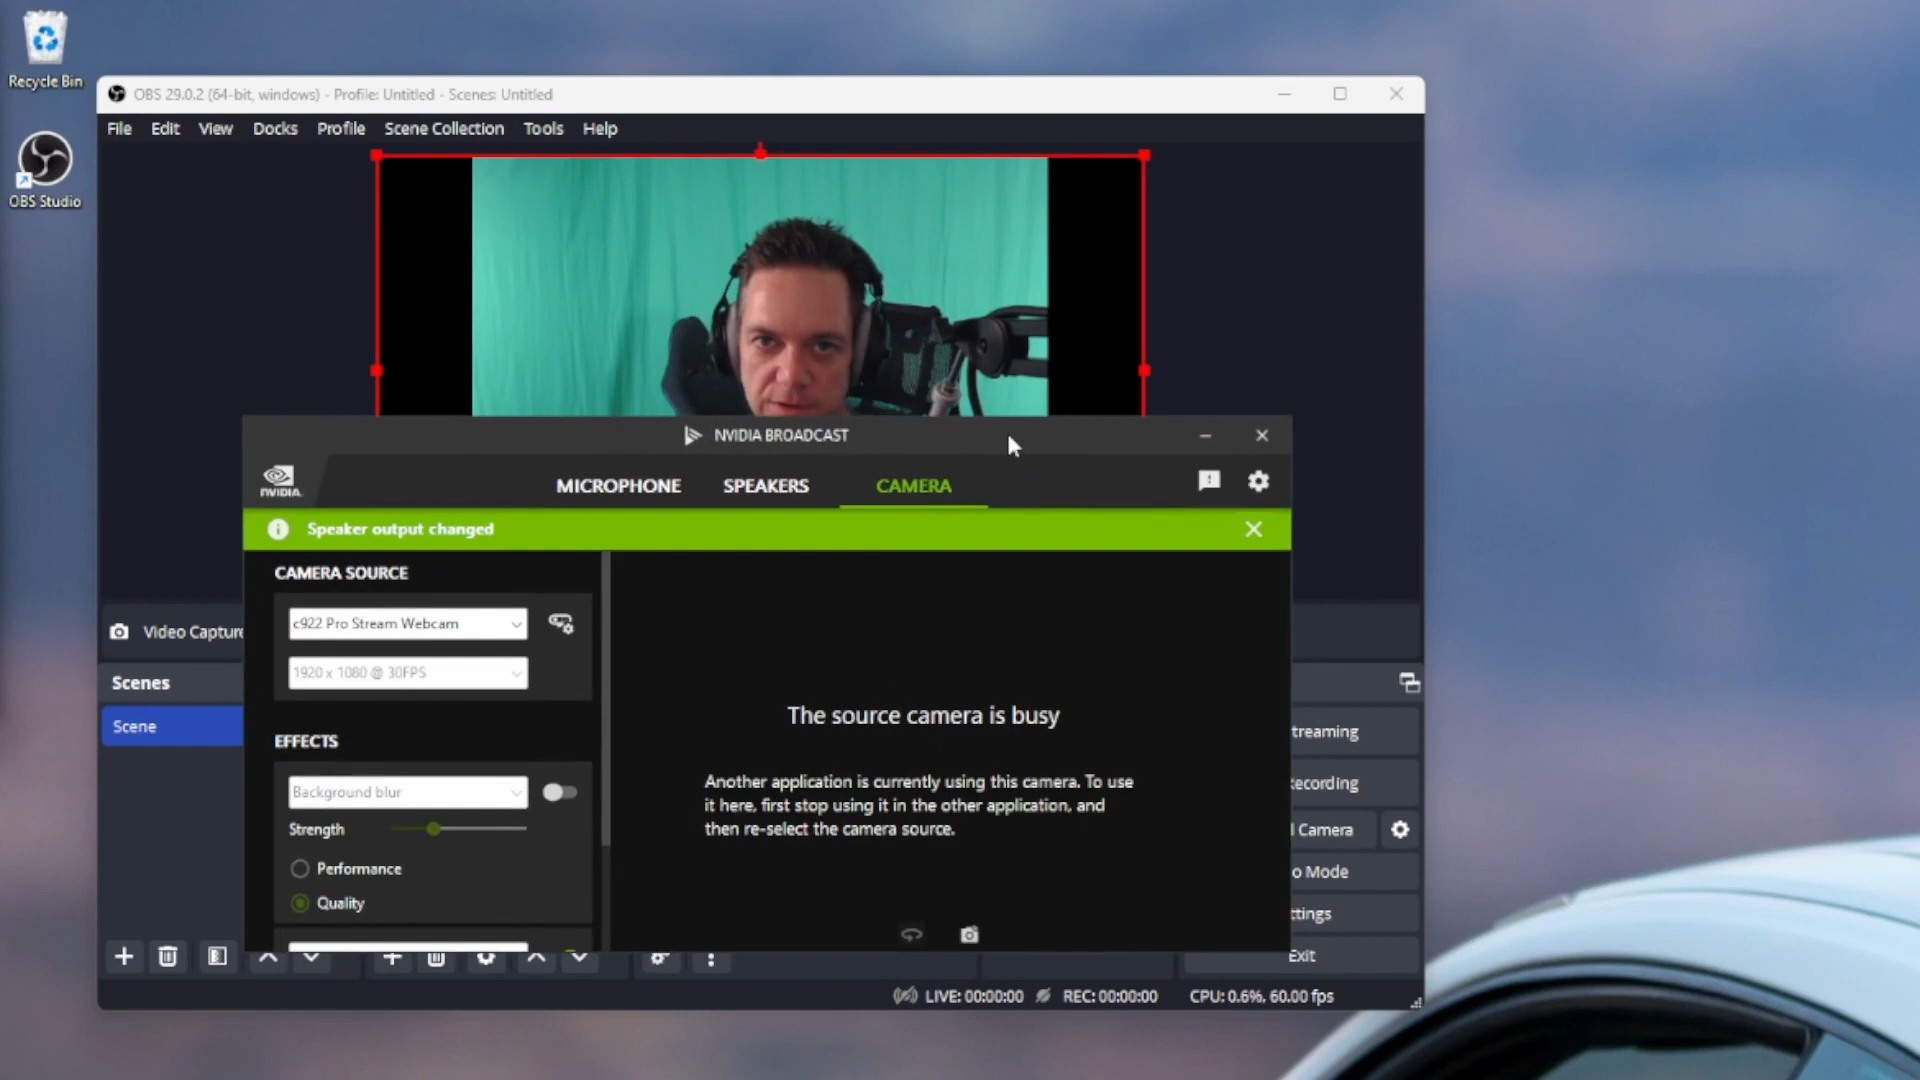 Recycle Bin
OBS Studio
OBS 29.0.2 (64-bit, windows) - Profile: Untitled - Scenes: Untitled
File Edit View Docks Profile Scene Collection Tools Help
NVIDIA BROADCAST
NVIDIA.
MICROPHONE SPEAKERS CAMERA
Speaker output changed
CAMERA SOURCE
c922 Pro Stream Webcam
1920 x 1080 @ 30FPS
EFFECTS
Background blur
Strength
Performance
Quality
The source camera is busy
Another application is currently using this camera. To use
it here, first stop using it in the other application, and
then re-select the camera source.
Video Capture
Scenes
Scene
treaming
ecording
l Camera
o Mode
ttings
Exit
LIVE: 00:00:00 REC: 00:00:00 CPU: 0.6%, 60.00 fps